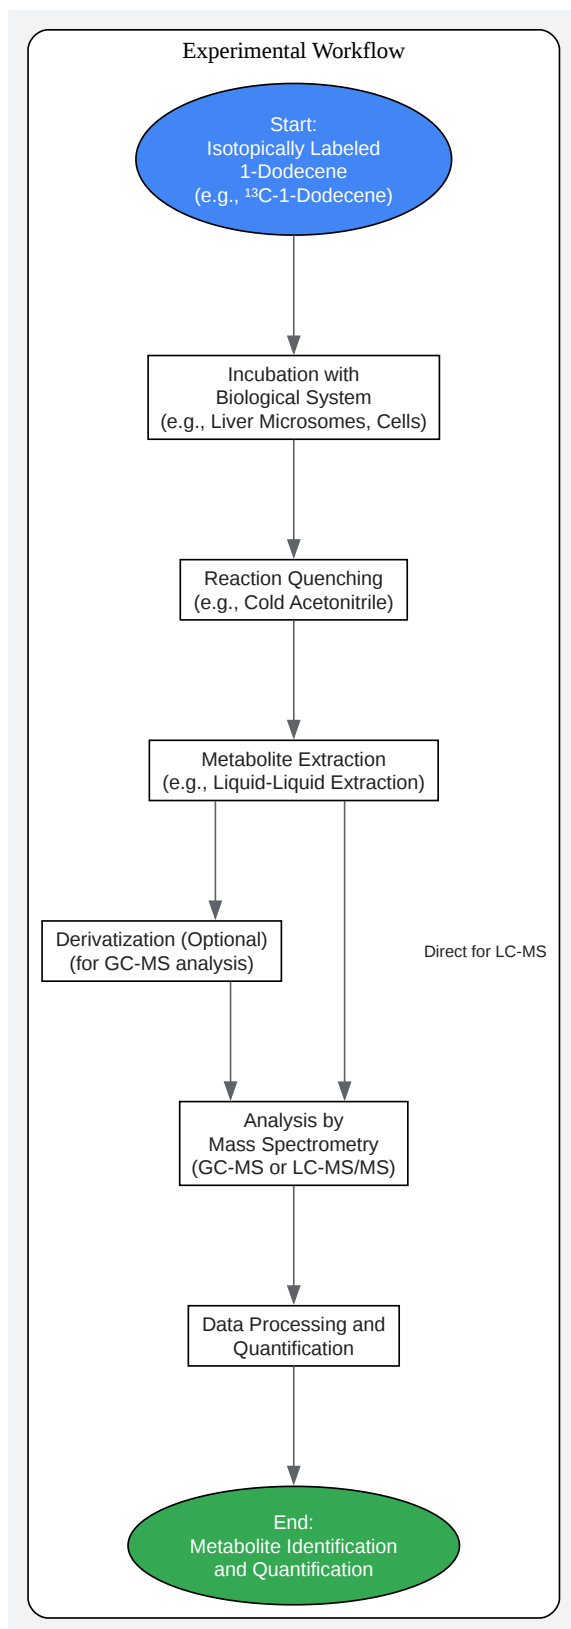 Experimental Workflow
Start:
Isotopically Labeled
1-Dodecene
(e.g., ¹³C-1-Dodecene)
Incubation with
Biological System
(e.g., Liver Microsomes, Cells)
Reaction Quenching
(e.g., Cold Acetonitrile)
Metabolite Extraction
(e.g., Liquid-Liquid Extraction)
Derivatization (Optional)
(for GC-MS analysis)
Direct for LC-MS
Analysis by
Mass Spectrometry
(GC-MS or LC-MS/MS)
Data Processing and
Quantification
End:
Metabolite Identification
and Quantification